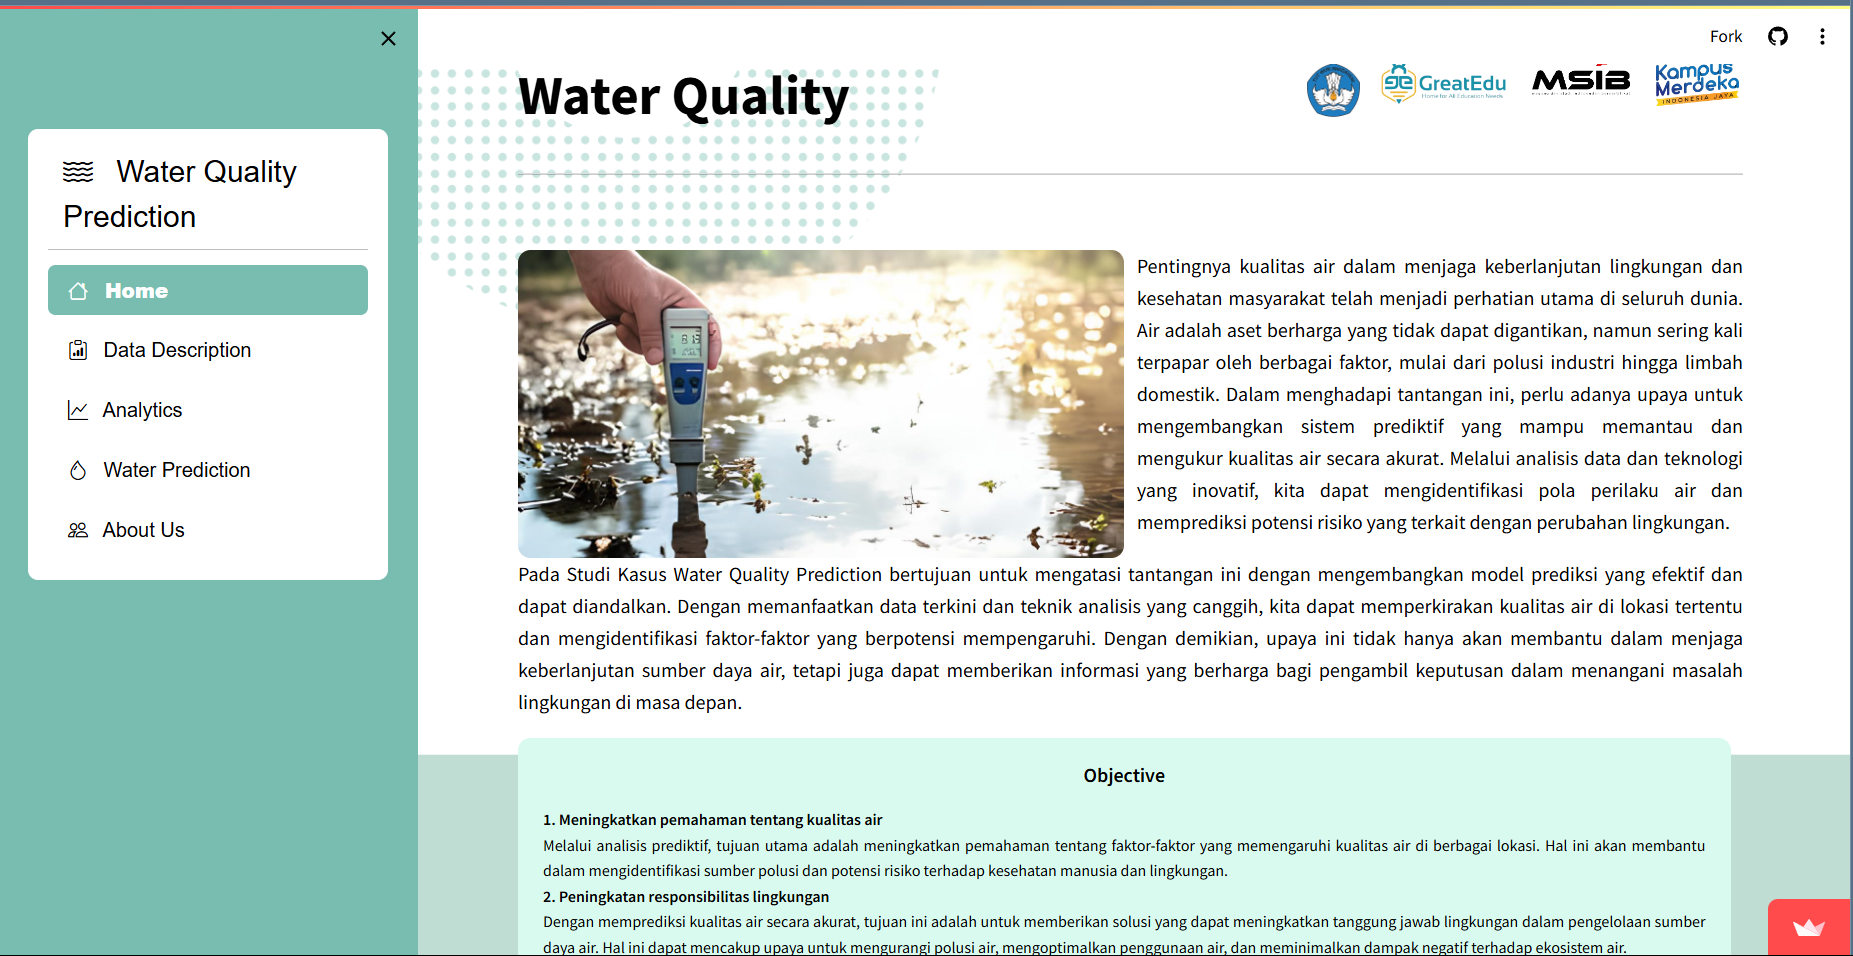 Fork
Water Quality
Prediction
Home
Data Description
Analytics
Water Prediction
About Us
Water Quality
GreatEdu
Home for All Education Needs
MSIB
Kampus
Merdeka
INDONESIA JAYA
Pentingnya kualitas air dalam menjaga keberlanjutan lingkungan dan
kesehatan masyarakat telah menjadi perhatian utama di seluruh dunia.
Air adalah aset berharga yang tidak dapat digantikan, namun sering kali
terpapar oleh berbagai faktor, mulai dari polusi industri hingga limbah
domestik. Dalam menghadapi tantangan ini, perlu adanya upaya untuk
mengembangkan sistem prediktif yang mampu memantau dan
mengukur kualitas air secara akurat. Melalui analisis data dan teknologi
yang inovatif, kita dapat mengidentifikasi pola perilaku air dan
memprediksi potensi risiko yang terkait dengan perubahan lingkungan.
Pada Studi Kasus Water Quality Prediction bertujuan untuk mengatasi tantangan ini dengan mengembangkan model prediksi yang efektif dan
dapat diandalkan. Dengan memanfaatkan data terkini dan teknik analisis yang canggih, kita dapat memperkirakan kualitas air di lokasi tertentu
dan mengidentifikasi faktor-faktor yang berpotensi mempengaruhi. Dengan demikian, upaya ini tidak hanya akan membantu dalam menjaga
keberlanjutan sumber daya air, tetapi juga dapat memberikan informasi yang berharga bagi pengambil keputusan dalam menangani masalah
lingkungan di masa depan.
Objective
1. Meningkatkan pemahaman tentang kualitas air
Melalui analisis prediktif, tujuan utama adalah meningkatkan pemahaman tentang faktor-faktor yang memengaruhi kualitas air di berbagai lokasi. Hal ini akan membantu
dalam mengidentifikasi sumber polusi dan potensi risiko terhadap kesehatan manusia dan lingkungan.
2. Peningkatan responsibilitas lingkungan
Dengan memprediksi kualitas air secara akurat, tujuan ini adalah untuk memberikan solusi yang dapat meningkatkan tanggung jawab lingkungan dalam pengelolaan sumber
daya air. Hal ini dapat mencakup upaya untuk mengurangi polusi air, mengoptimalkan penggunaan air, dan meminimalkan dampak negatif terhadap ekosistem air.